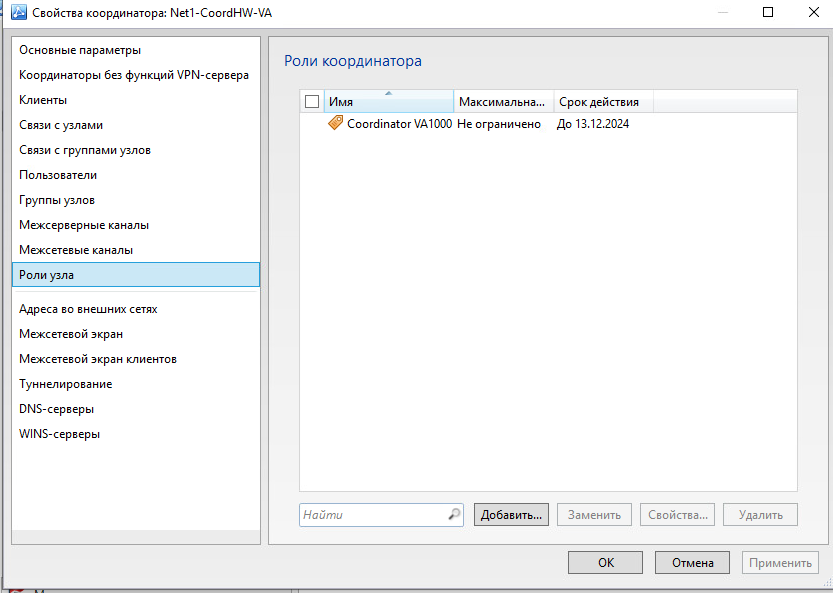 Свойства координатора: Net1-CoordHW-VA
Основные параметры
Координаторы без функций VPN-сервера
Клиенты
Связи с узлами
Связи с группами узлов
Пользователи
Группы узлов
Межсерверные каналы
Межсетевые каналы
Роли узла
Адреса во внешних сетях
Межсетевой экран
Межсетевой экран клиентов
Туннелирование
DNS-серверы
WINS-серверы
Роли координатора
Имя Максимальна... Срок действия
Coordinator VA1000 Не ограничено До 13.12.2024
Найти Добавить... Заменить Свойства... Удалить
OK Отмена Применить